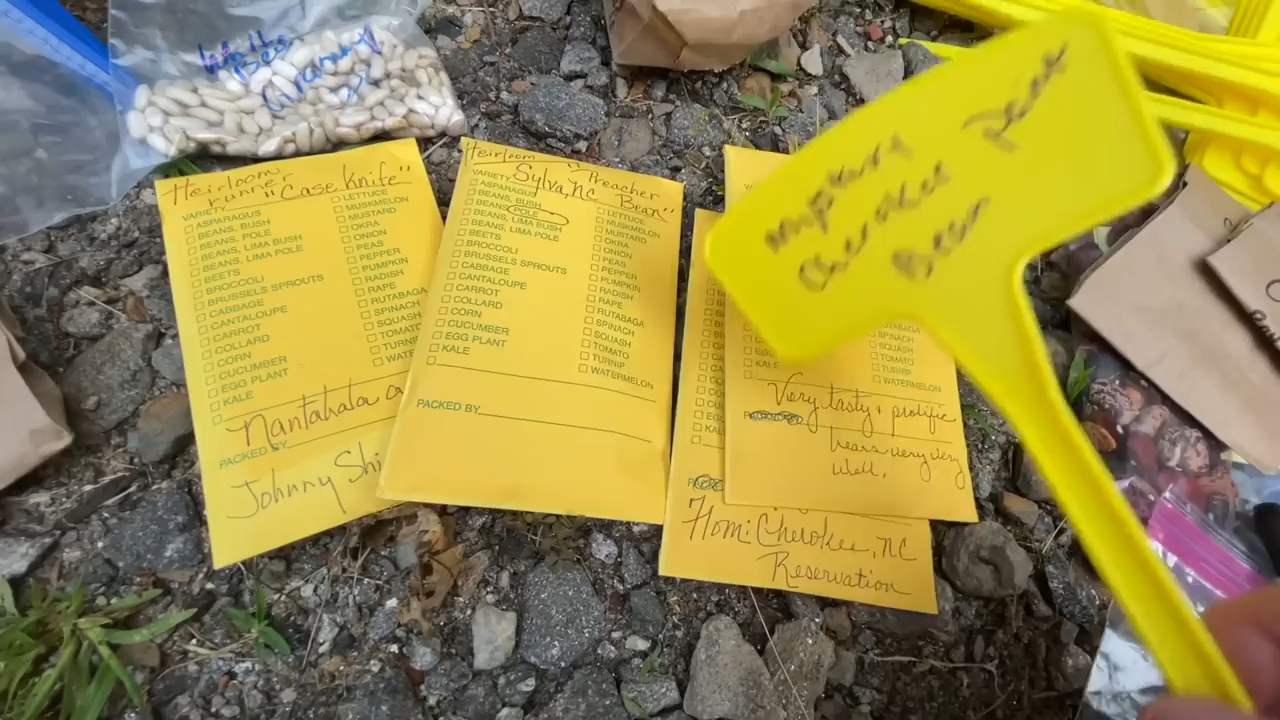 White
Bean
Heirloom
runner "Case Knife"
VARIETY
ASPARAGUS
BEANS, BUSH
BEANS, POLE
BEANS, LIMA BUSH
BEANS, LIMA POLE
BEETS
BROCCOLI
BRUSSELS SPROUTS
CABBAGE
CANTALOUPE
CARROT
COLLARD
CORN
CUCUMBER
EGG PLANT
KALE
LETTUCE
MUSKMELON
MUSTARD
OKRA
ONION
PEAS
PEPPER
PUMPKIN
RADISH
RAPE
RUTABAGA
SPINACH
SQUASH
TOMATO
TURNIP
WATE
Nantahala
PACKED BY
Johnny Shi
Heirloom "Preacher
Sylva, NC Bean"
VARIETY
ASPARAGUS
BEANS, BUSH
BEANS, POLE
BEANS, LIMA BUSH
BEANS, LIMA POLE
BEETS
BROCCOLI
BRUSSELS SPROUTS
CABBAGE
CANTALOUPE
CARROT
COLLARD
CORN
CUCUMBER
EGG PLANT
KALE
LETTUCE
MUSKMELON
MUSTARD
OKRA
ONION
PEAS
PEPPER
PUMPKIN
RADISH
RAPE
RUTABAGA
SPINACH
SQUASH
TOMATO
TURNIP
WATERMELON
PACKED BY
Cherokee
Bean
RUTABAGA
SPINACH
SQUASH
TOMATO
TURNIP
WATERMELON
KALE
Very tasty & prolific
bears very very
well.
From: Cherokee, NC
Reservation